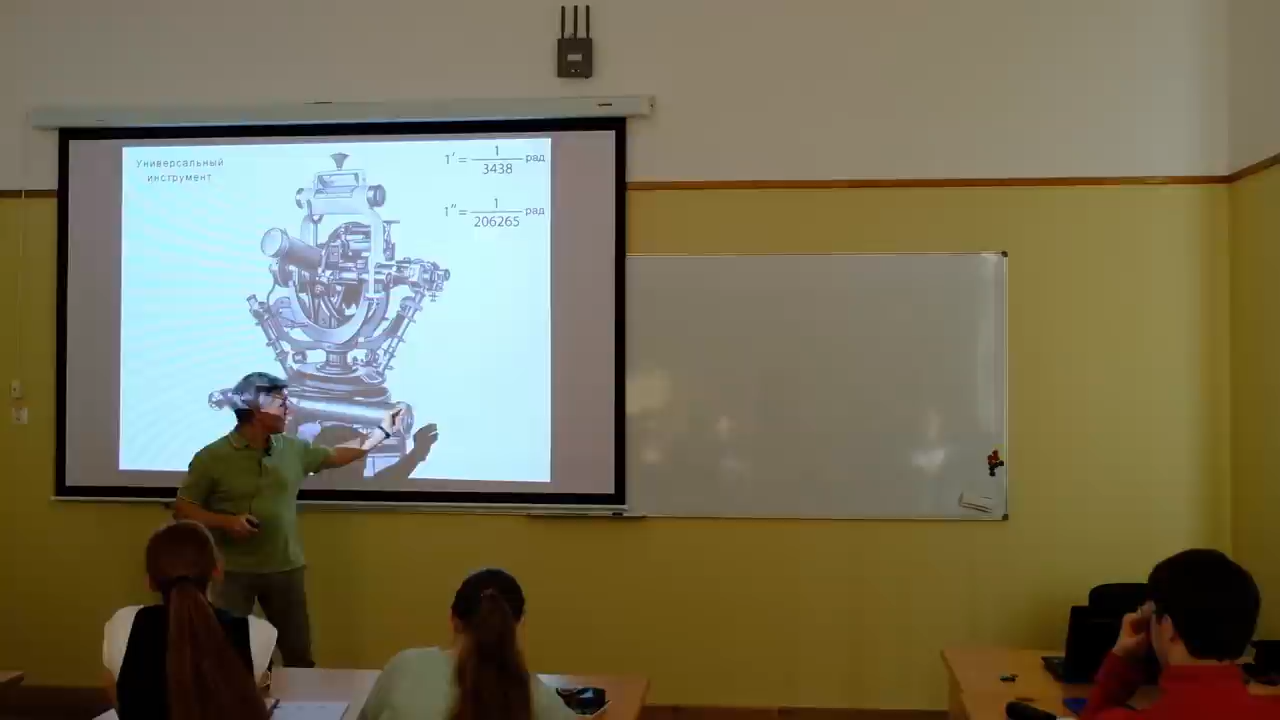 Универсальный
инструмент
1′ = 1/3438 рад
1″ = 1/206265 рад